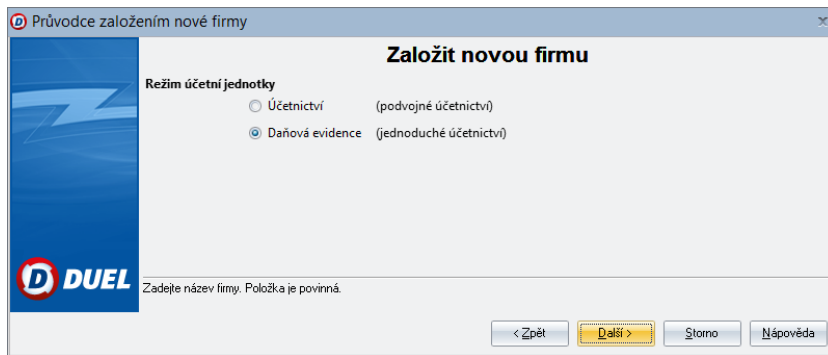 Průvodce založením nové firmy
Založit novou firmu
Režim účetní jednotky
Účetnictví (podvojné účetnictví)
Daňová evidence (jednoduché účetnictví)
D DUEL
Zadejte název firmy. Položka je povinná.
< Zpět Další > Storno Nápověda